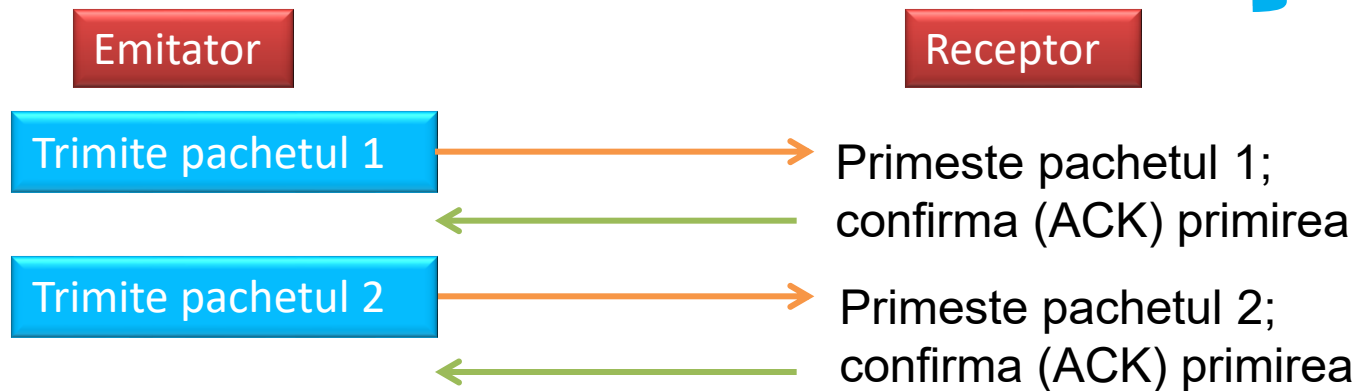 Emitator
Receptor
Trimite pachetul 1
Primeste pachetul 1;
confirma (ACK) primirea
Trimite pachetul 2
Primeste pachetul 2;
confirma (ACK) primirea